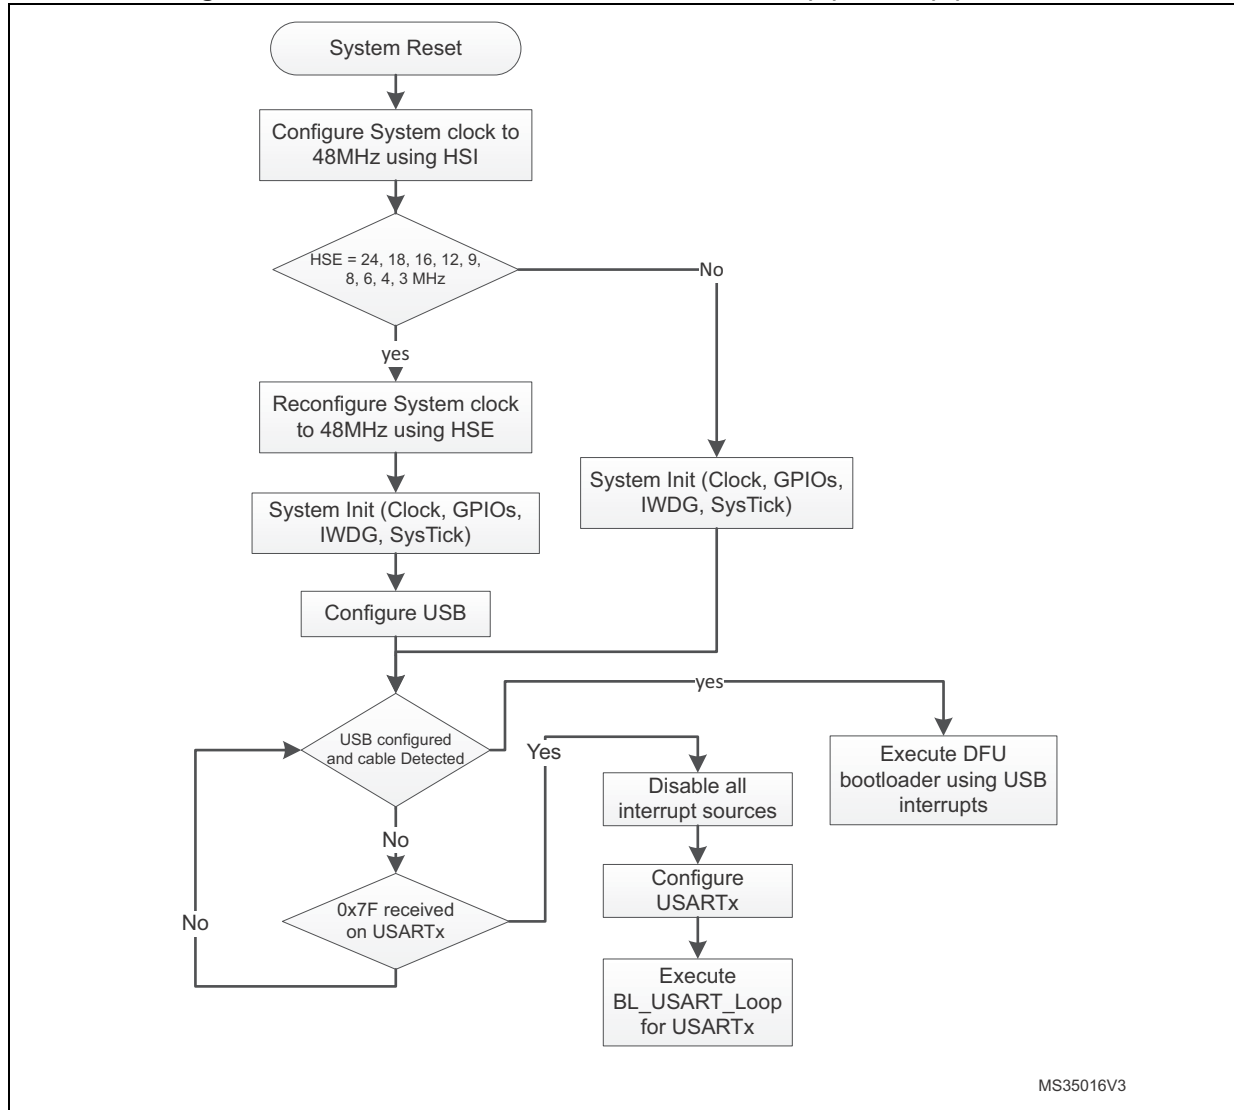 System Reset
Configure System clock to
48MHz using HSI
HSE = 24, 18, 16, 12, 9,
8, 6, 4, 3 MHz
No
yes
Reconfigure System clock
to 48MHz using HSE
System Init (Clock, GPIOs,
IWDG, SysTick)
System Init (Clock, GPIOs,
IWDG, SysTick)
Configure USB
yes
USB configured
and cable Detected
Yes
Execute DFU
bootloader using USB
interrupts
Disable all
interrupt sources
No
Configure
USARTx
0x7F received
on USARTx
No
Execute
BL_USART_Loop
for USARTx
MS35016V3